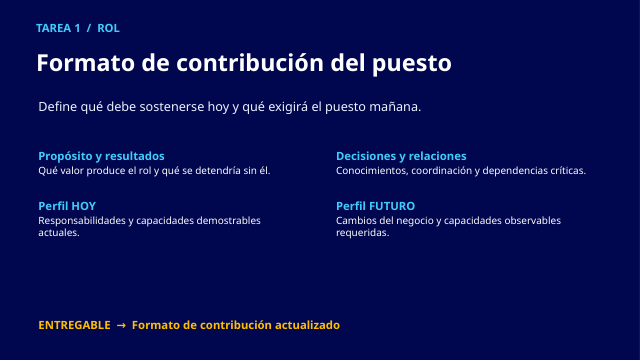 TAREA 1 / ROL
Formato de contribución del puesto
Define qué debe sostenerse hoy y qué exigirá el puesto mañana.
Propósito y resultados
Qué valor produce el rol y qué se detendría sin él.
Decisiones y relaciones
Conocimientos, coordinación y dependencias críticas.
Perfil HOY
Responsabilidades y capacidades demostrables
actuales.
Perfil FUTURO
Cambios del negocio y capacidades observables
requeridas.
ENTREGABLE → Formato de contribución actualizado